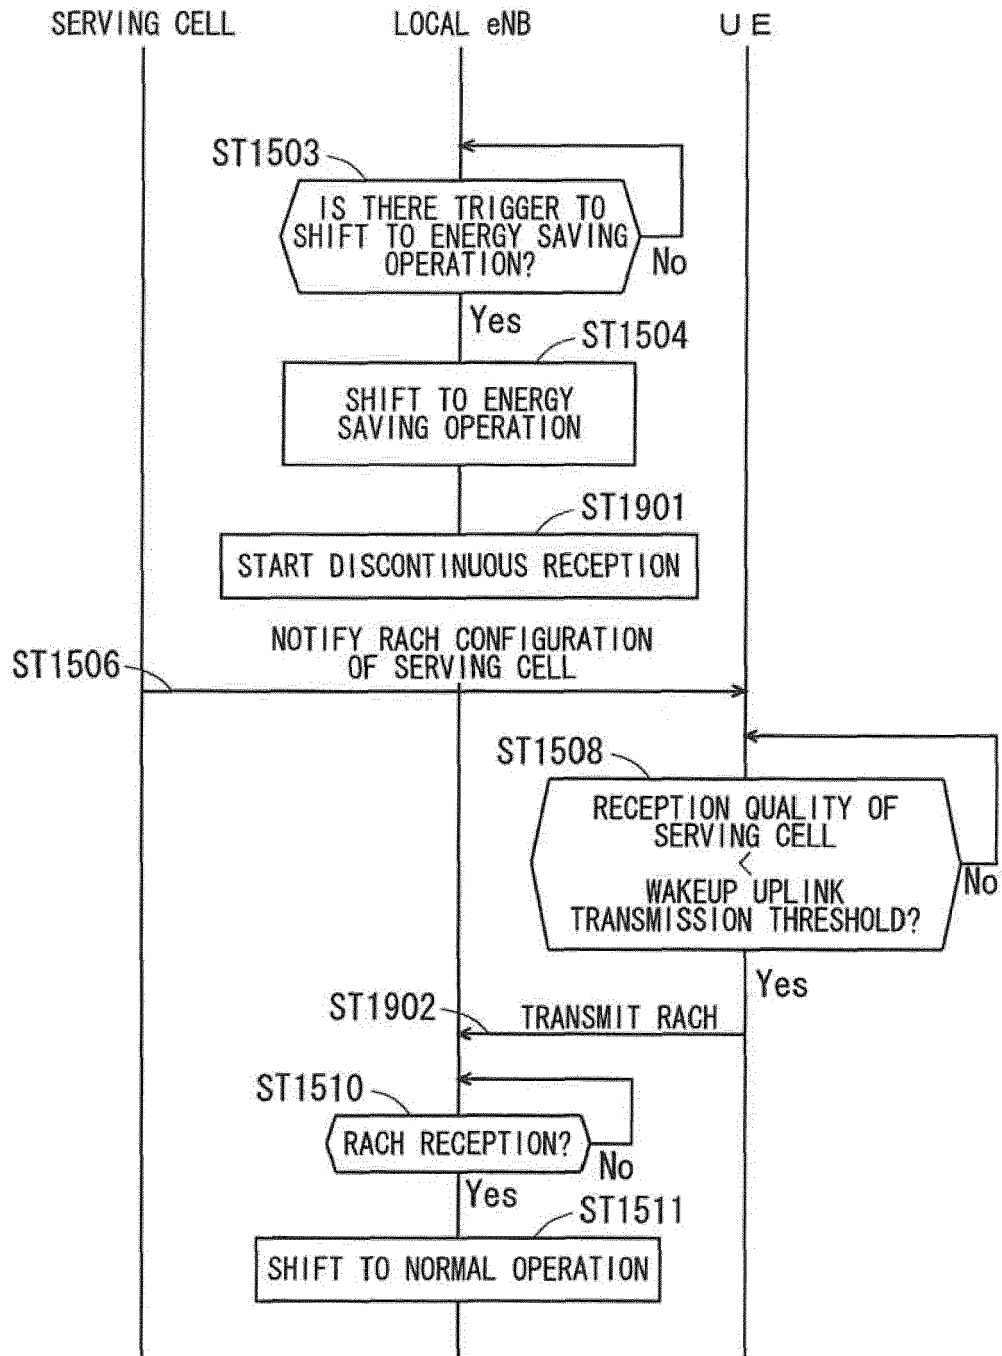 SERVING CELL
LOCAL eNB
UE
ST1503
IS THERE TRIGGER TO
SHIFT TO ENERGY SAVING
OPERATION?
No
Yes
ST1504
SHIFT TO ENERGY
SAVING OPERATION
ST1901
START DISCONTINUOUS RECEPTION
NOTIFY RACH CONFIGURATION
OF SERVING CELL
ST1506
ST1508
RECEPTION QUALITY OF
SERVING CELL
<
WAKEUP UPLINK
TRANSMISSION THRESHOLD?
No
Yes
ST1902
TRANSMIT RACH
ST1510
RACH RECEPTION?
No
Yes
ST1511
SHIFT TO NORMAL OPERATION